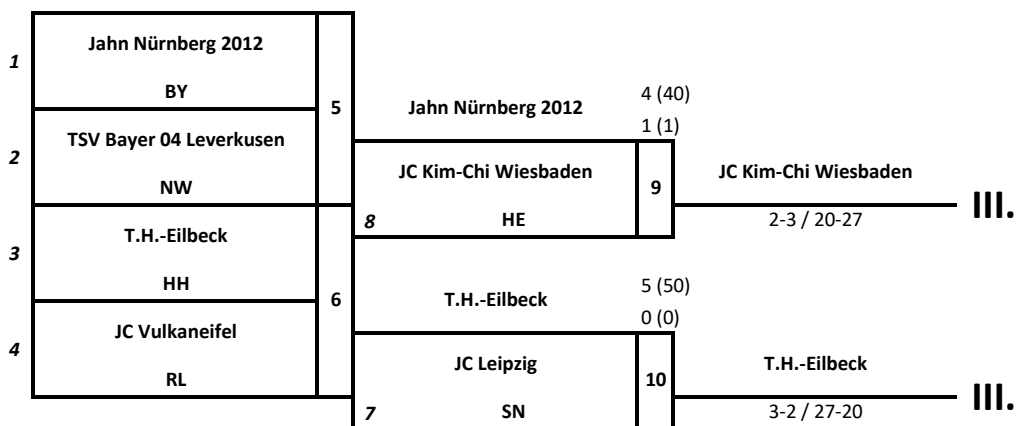 1
Jahn Nürnberg 2012
BY
5
2
TSV Bayer 04 Leverkusen
NW
Jahn Nürnberg 2012
4 (40)
1 (1)
8
JC Kim-Chi Wiesbaden
HE
9
JC Kim-Chi Wiesbaden
2-3 / 20-27
III.
3
T.H.-Eilbeck
HH
6
4
JC Vulkaneifel
RL
T.H.-Eilbeck
5 (50)
0 (0)
7
JC Leipzig
SN
10
T.H.-Eilbeck
3-2 / 27-20
III.